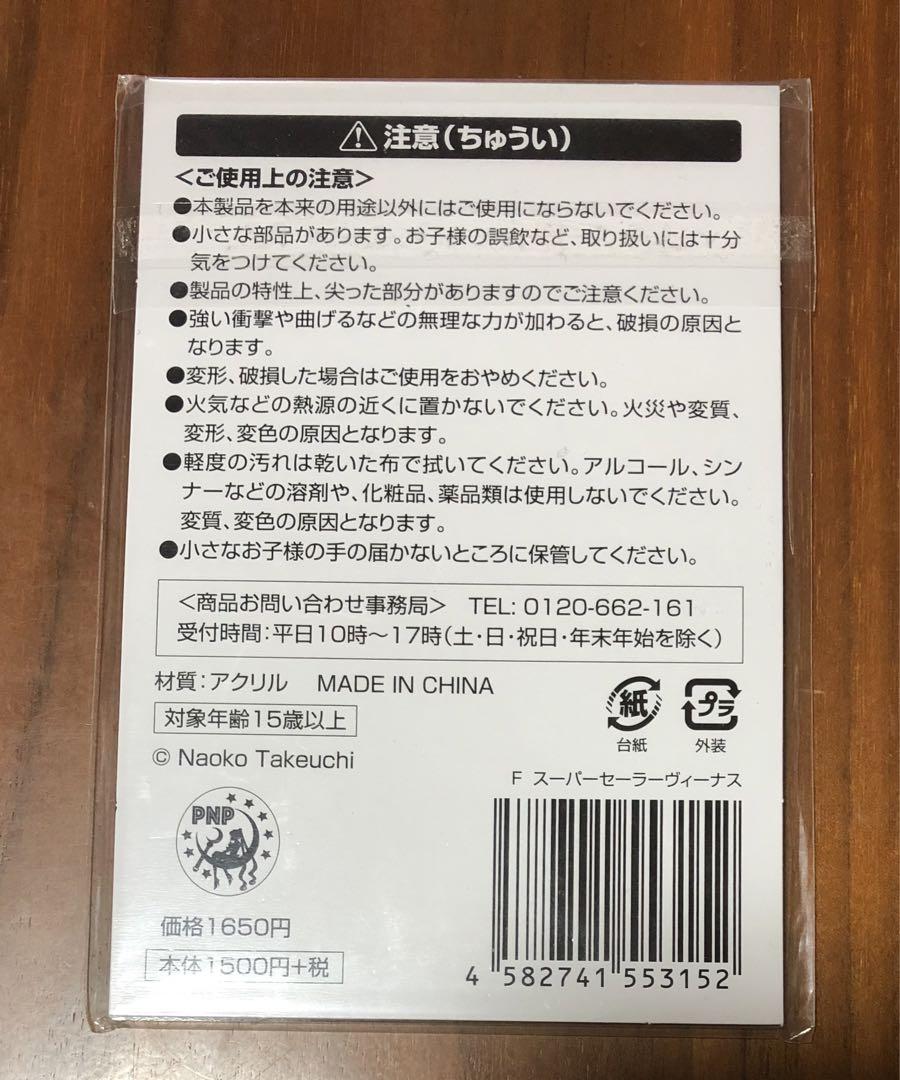 ⚠注意(ちゅうい)
<ご使用上の注意>
●本製品を本来の用途以外にはご使用にならないでください。
●小さな部品があります。お子様の誤飲など、取り扱いには十分
気をつけてください。
●製品の特性上、尖った部分がありますのでご注意ください。
●強い衝撃や曲げるなどの無理な力が加わると、破損の原因と
なります。
●変形、破損した場合はご使用をおやめください。
●火気などの熱源の近くに置かないでください。火災や変質、
変形、変色の原因となります。
●軽度の汚れは乾いた布で拭いてください。アルコール、シン
ナーなどの溶剤や、化粧品、薬品類は使用しないでください。
変質、変色の原因となります。
●小さなお子様の手の届かないところに保管してください。
<商品お問い合わせ事務局> TEL: 0120-662-161
受付時間:平日10時~17時(土・日・祝日・年末年始を除く)
材質:アクリル MADE IN CHINA
対象年齢15歳以上
紙 プラ
台紙 外装
© Naoko Takeuchi
F スーパーセーラーヴィーナス
PNP
価格1650円
本体1500円+税
4 582741 553152